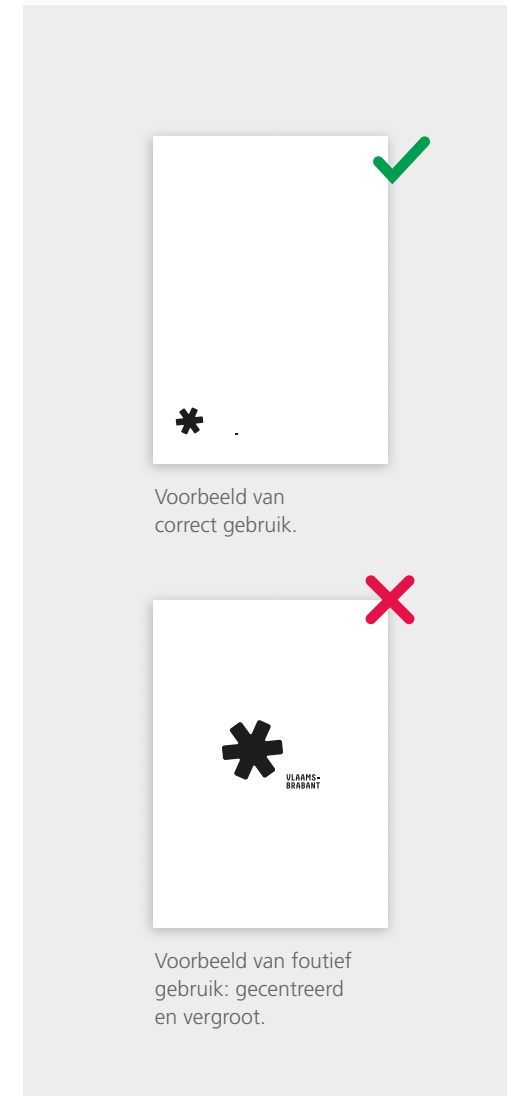 Voorbeeld van
correct gebruik.
VLAAMS-
BRABANT
Voorbeeld van foutief
gebruik: gecentreerd
en vergroot.